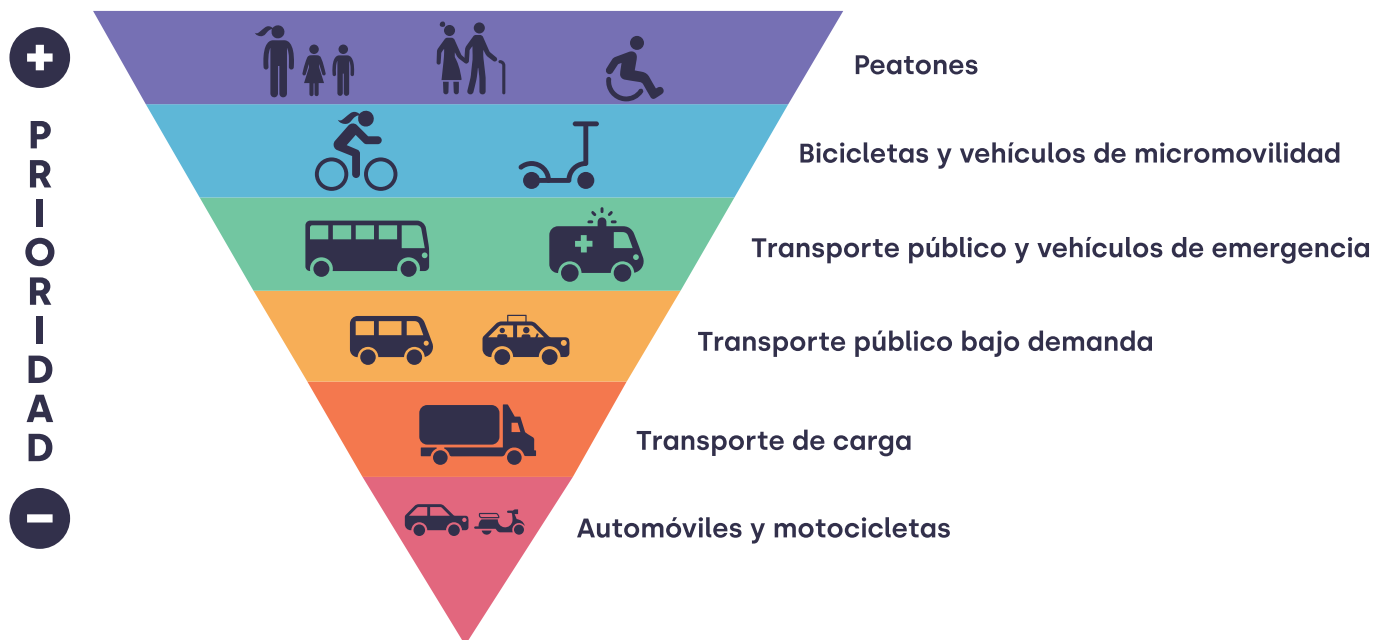 PRIORIDAD
Peatones
Bicicletas y vehículos de micromovilidad
Transporte público y vehículos de emergencia
Transporte público bajo demanda
Transporte de carga
Automóviles y motocicletas